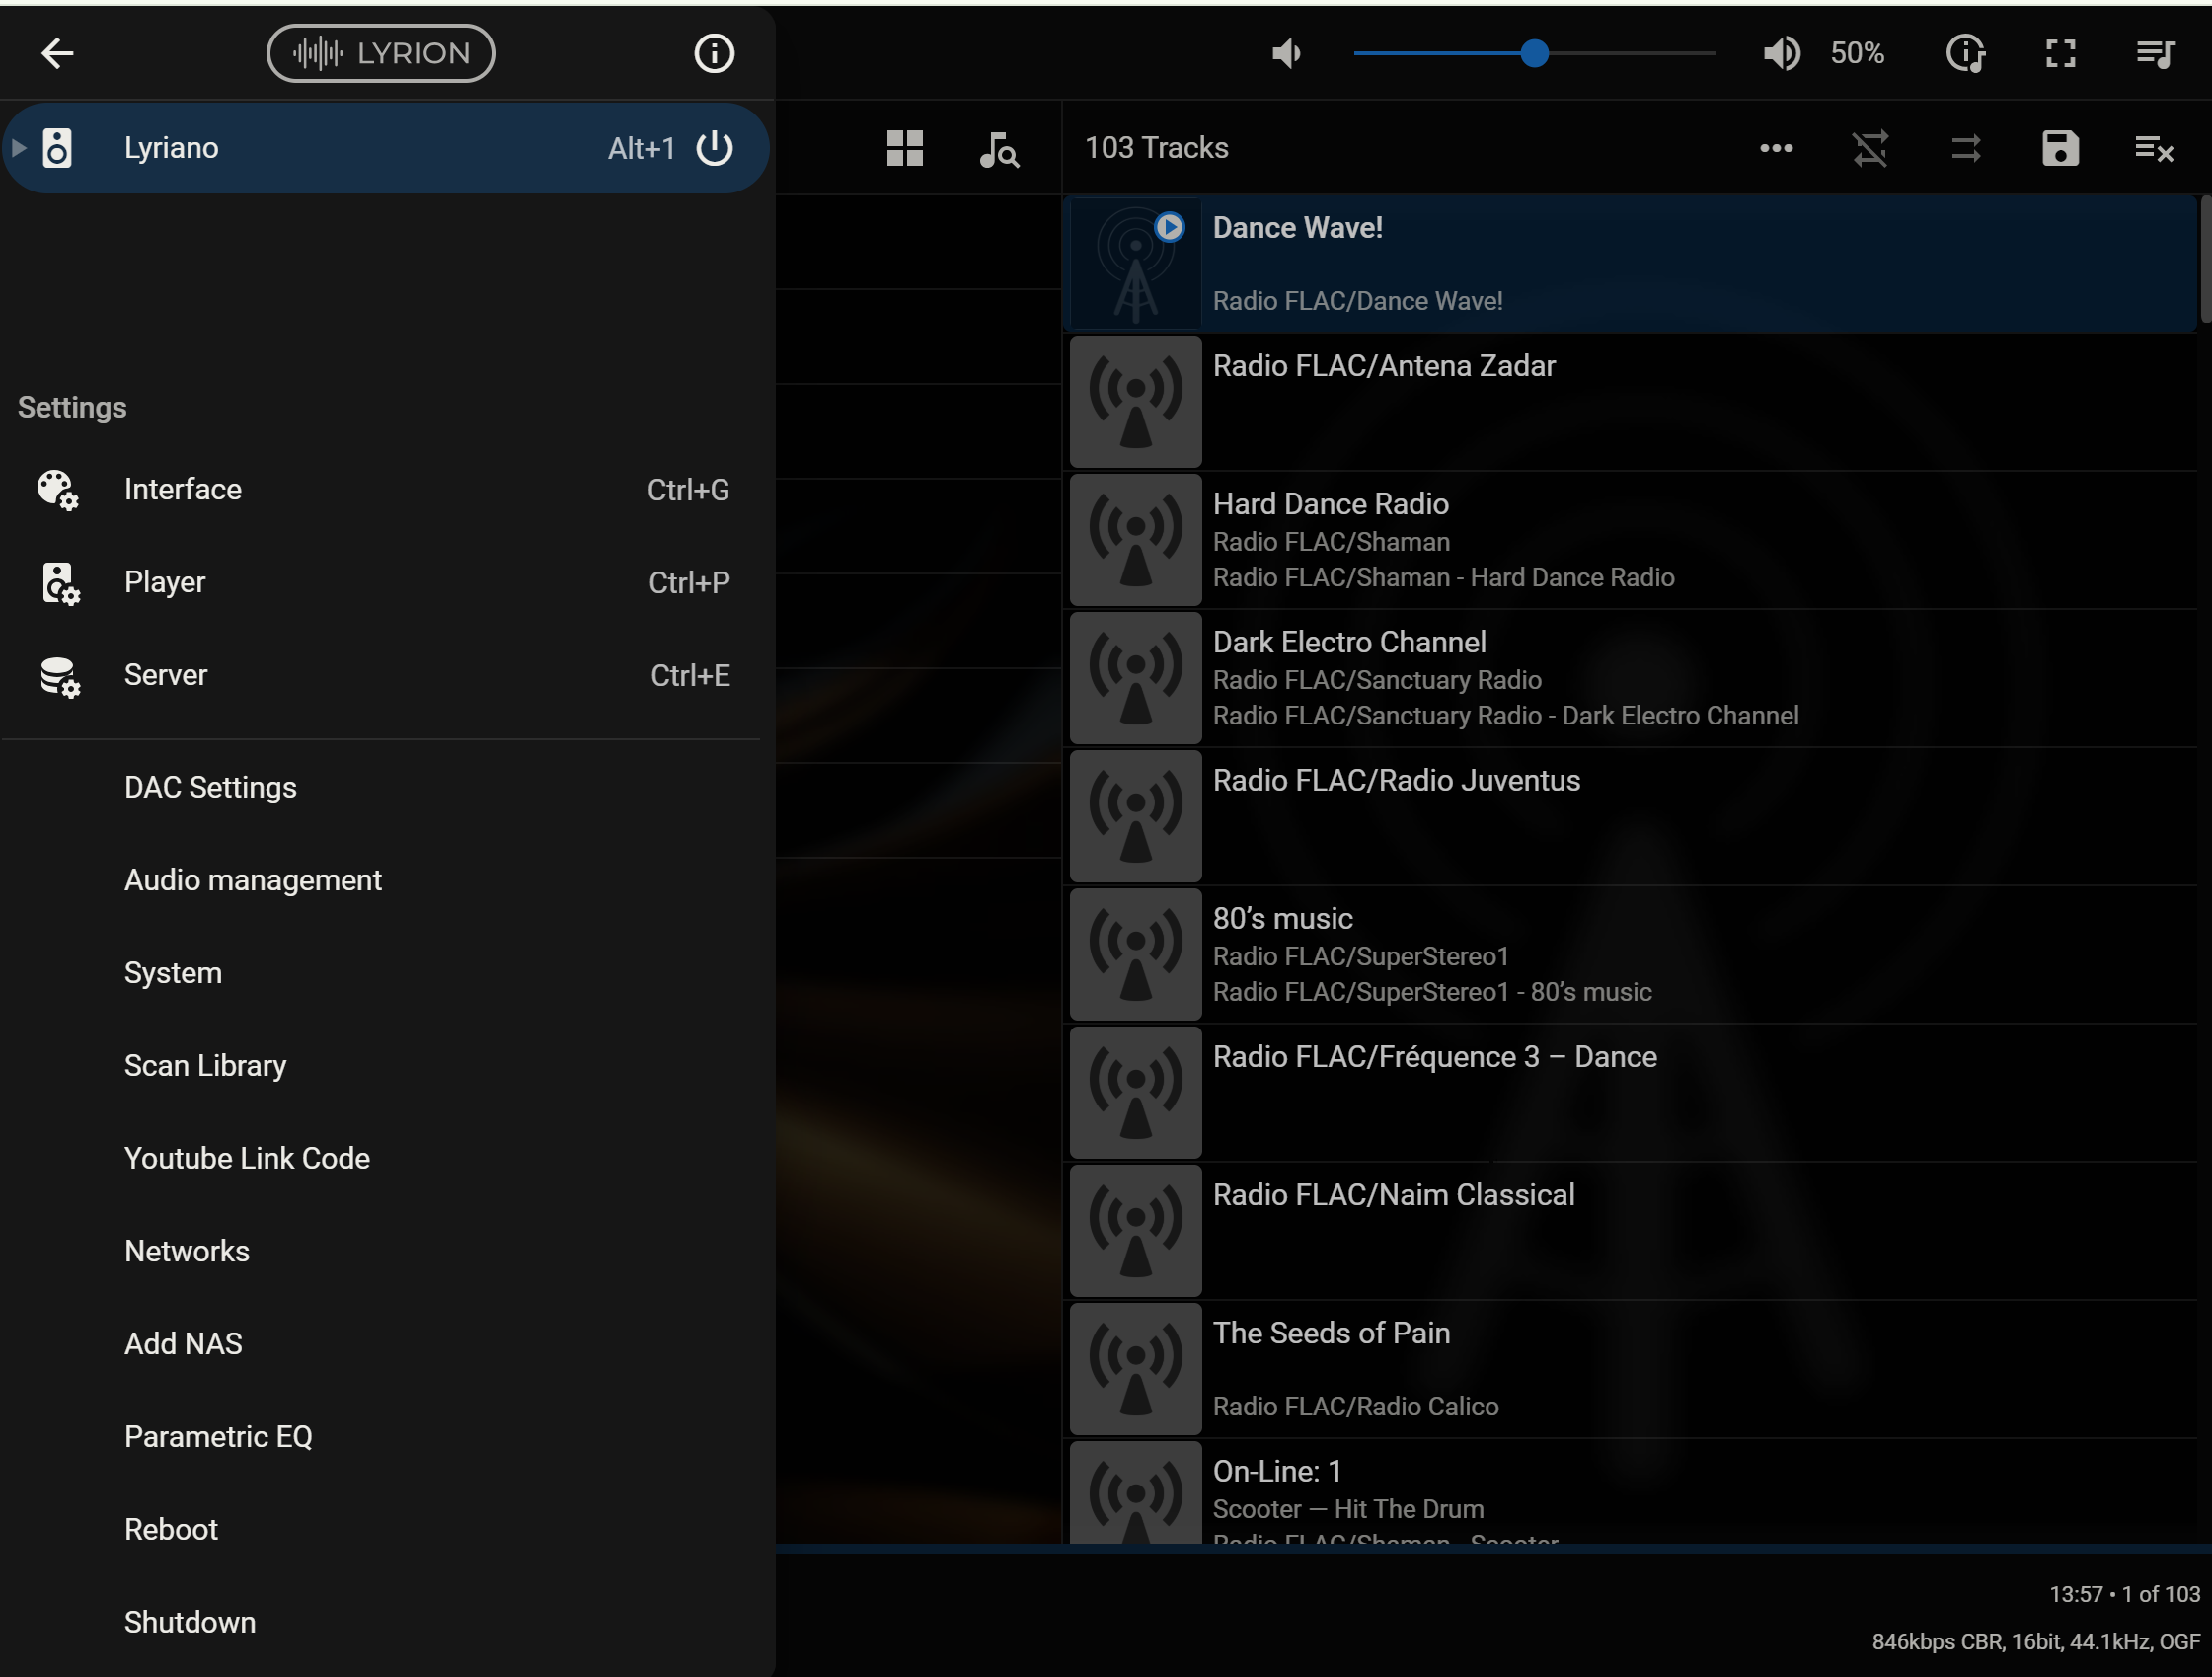 LYRION
50%
Lyriano
Alt+1
103 Tracks
Dance Wave!
Radio FLAC/Dance Wave!
Radio FLAC/Antena Zadar
Settings
Interface
Ctrl+G
Player
Ctrl+P
Server
Ctrl+E
DAC Settings
Audio management
System
Scan Library
Youtube Link Code
Networks
Add NAS
Parametric EQ
Reboot
Shutdown
Hard Dance Radio
Radio FLAC/Shaman
Radio FLAC/Shaman - Hard Dance Radio
Dark Electro Channel
Radio FLAC/Sanctuary Radio
Radio FLAC/Sanctuary Radio - Dark Electro Channel
Radio FLAC/Radio Juventus
80’s music
Radio FLAC/SuperStereo1
Radio FLAC/SuperStereo1 - 80’s music
Radio FLAC/Fréquence 3 – Dance
Radio FLAC/Naim Classical
The Seeds of Pain
Radio FLAC/Radio Calico
On-Line: 1
Scooter — Hit The Drum
Radio FLAC/Shaman - Scooter
13:57 • 1 of 103
846kbps CBR, 16bit, 44.1kHz, OGF